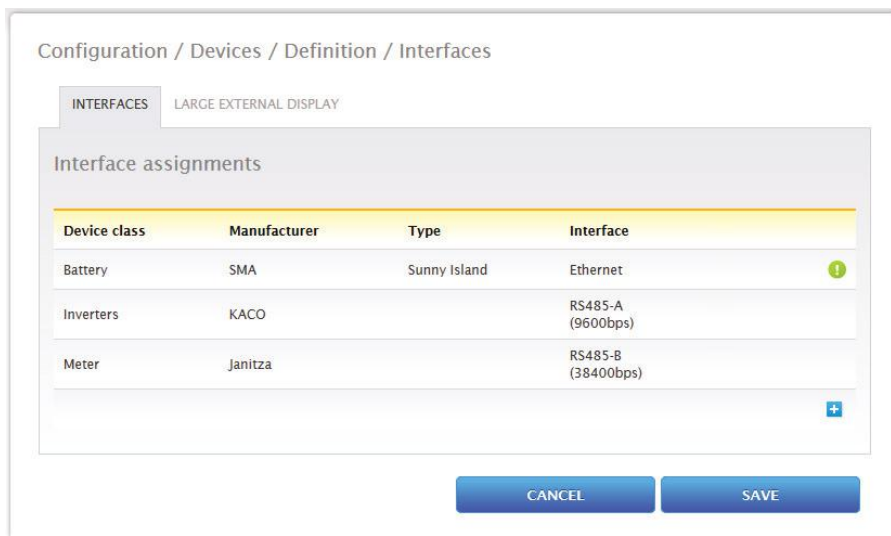 Configuration / Devices / Definition / Interfaces
INTERFACES LARGE EXTERNAL DISPLAY
Interface assignments
Device class Manufacturer Type Interface
Battery SMA Sunny Island Ethernet
Inverters KACO RS485-A
(9600bps)
Meter Janitza RS485-B
(38400bps)
CANCEL SAVE